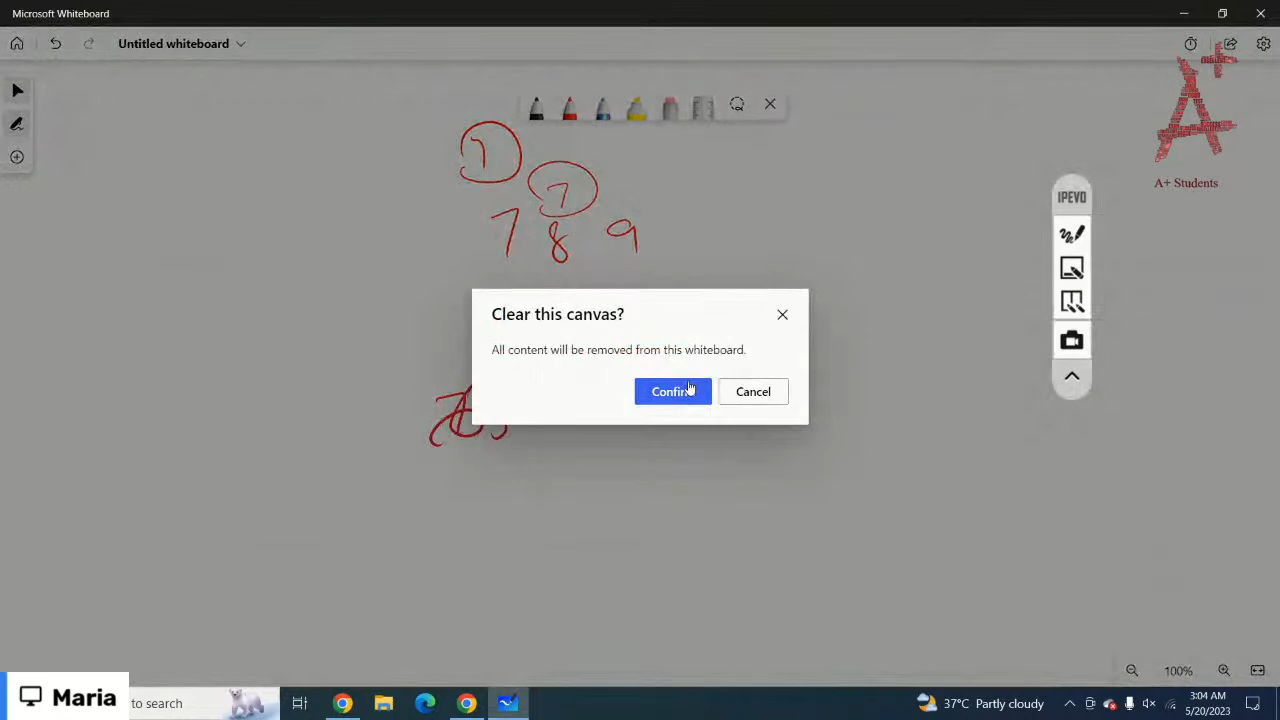 Microsoft Whiteboard
Untitled whiteboard
A+ Students
IPEVO
7
7
7 8 9
Clear this canvas?
All content will be removed from this whiteboard.
Confirm
Cancel
100%
Maria
to search
37°C Partly cloudy
3:04 AM
5/20/2023